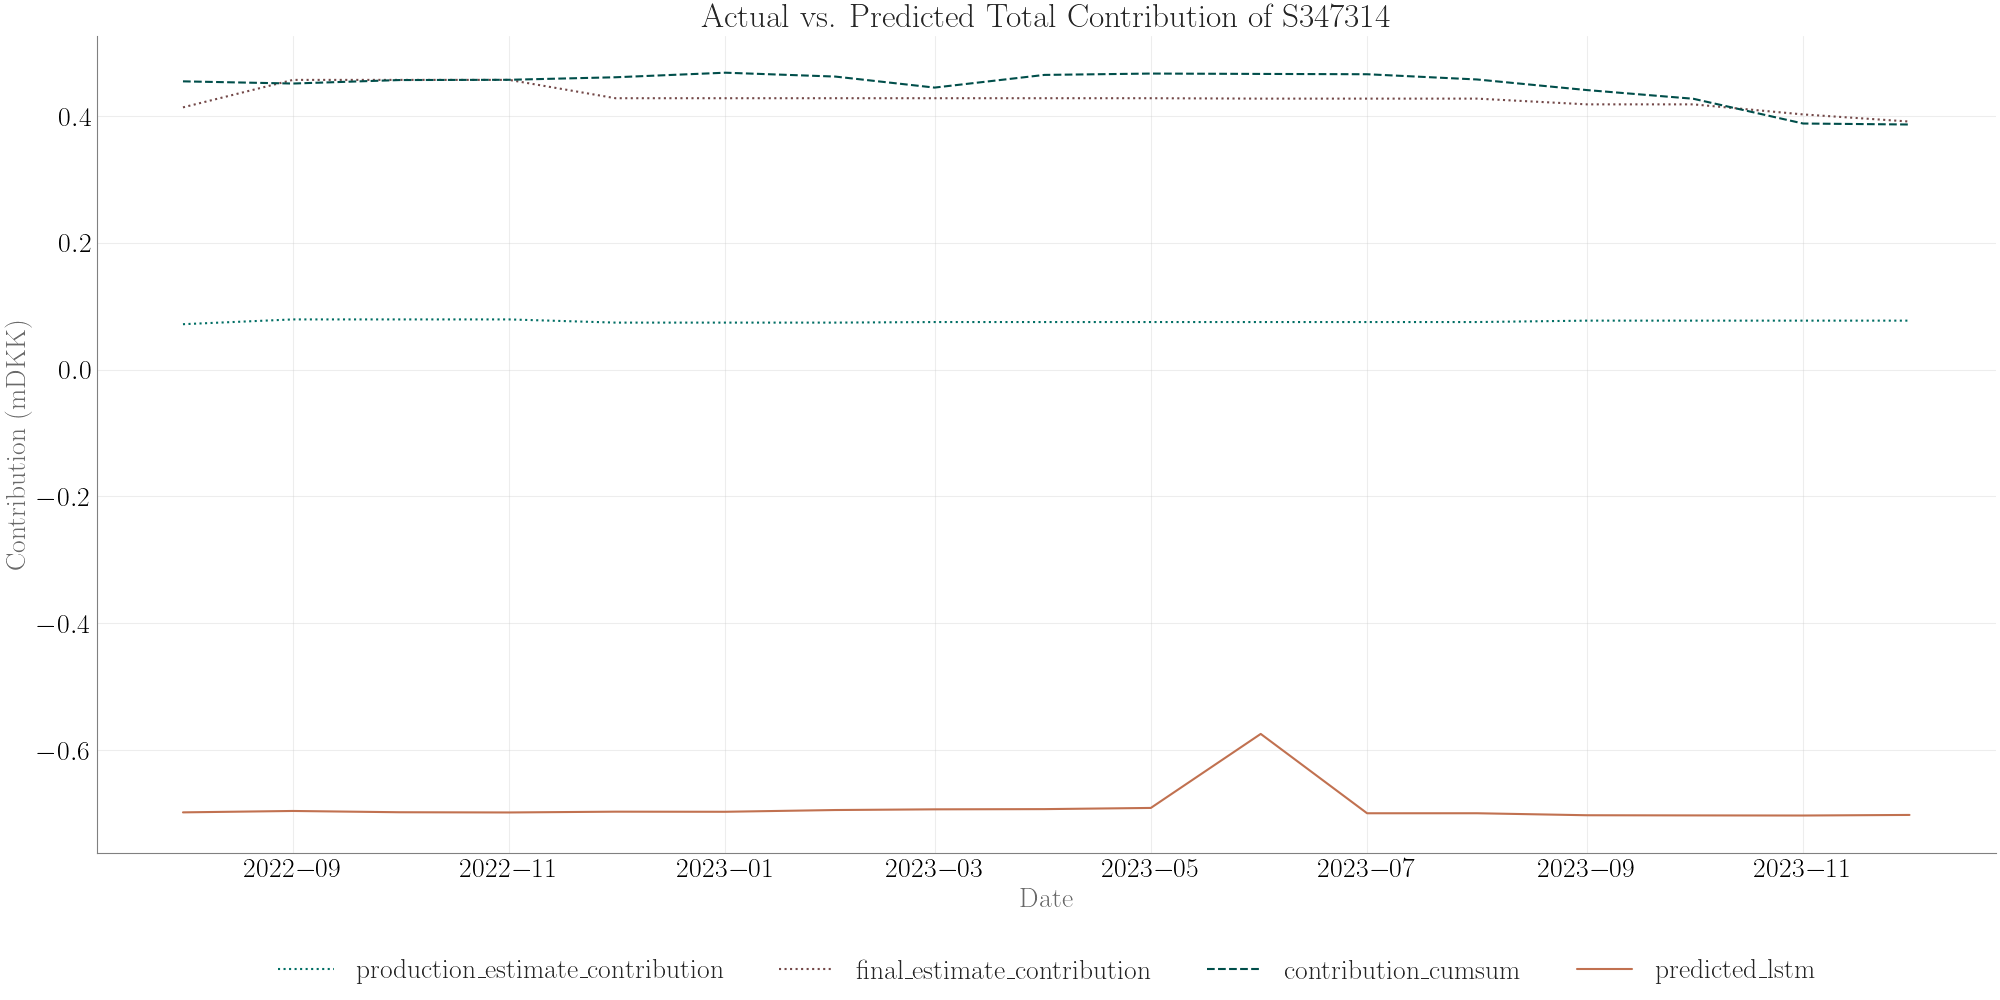 Actual vs. Predicted Total Contribution of S347314
Contribution (mDKK)
0.4
0.2
0.0
−0.2
−0.4
−0.6
2022−09 2022−11 2023−01 2023−03 2023−05 2023−07 2023−09 2023−11
Date
production_estimate_contribution final_estimate_contribution contribution_cumsum predicted_lstm